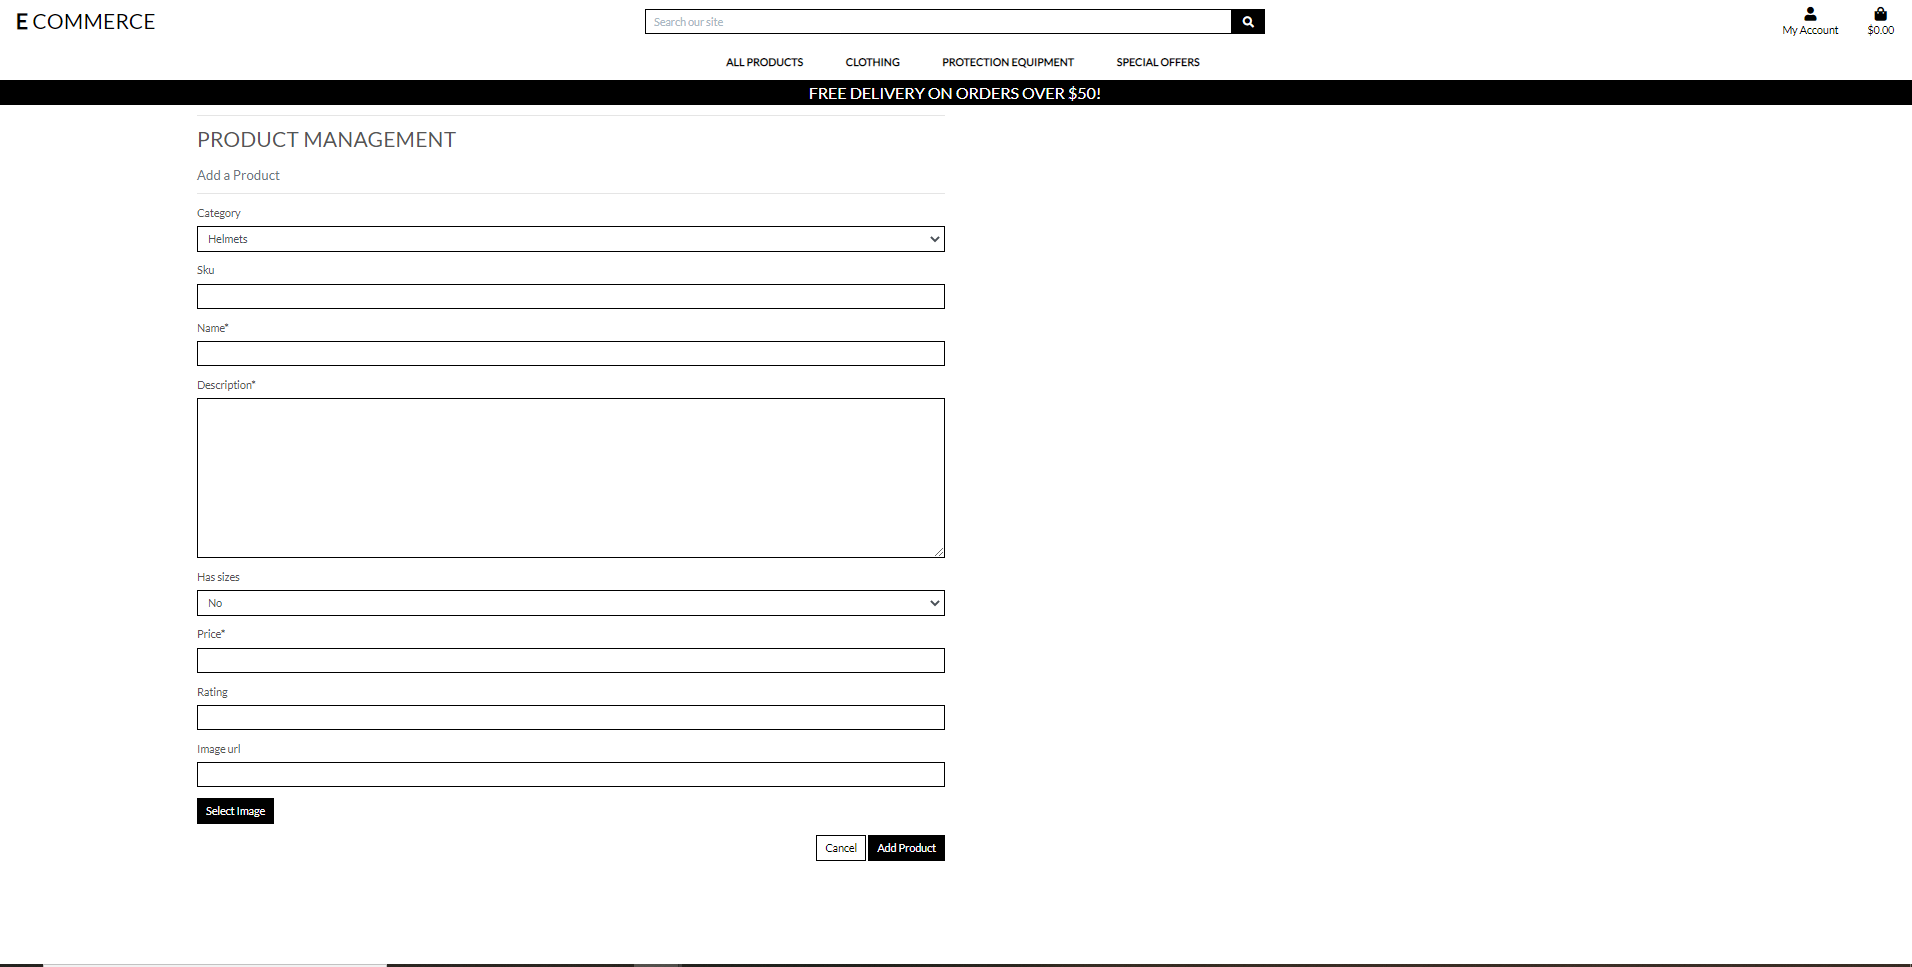 E COMMERCE
Search our site
My Account
$0.00
ALL PRODUCTS
CLOTHING
PROTECTION EQUIPMENT
SPECIAL OFFERS
FREE DELIVERY ON ORDERS OVER $50!
PRODUCT MANAGEMENT
Add a Product
Category
Helmets
Sku
Name*
Description*
Has sizes
No
Price*
Rating
Image url
Select Image
Cancel
Add Product